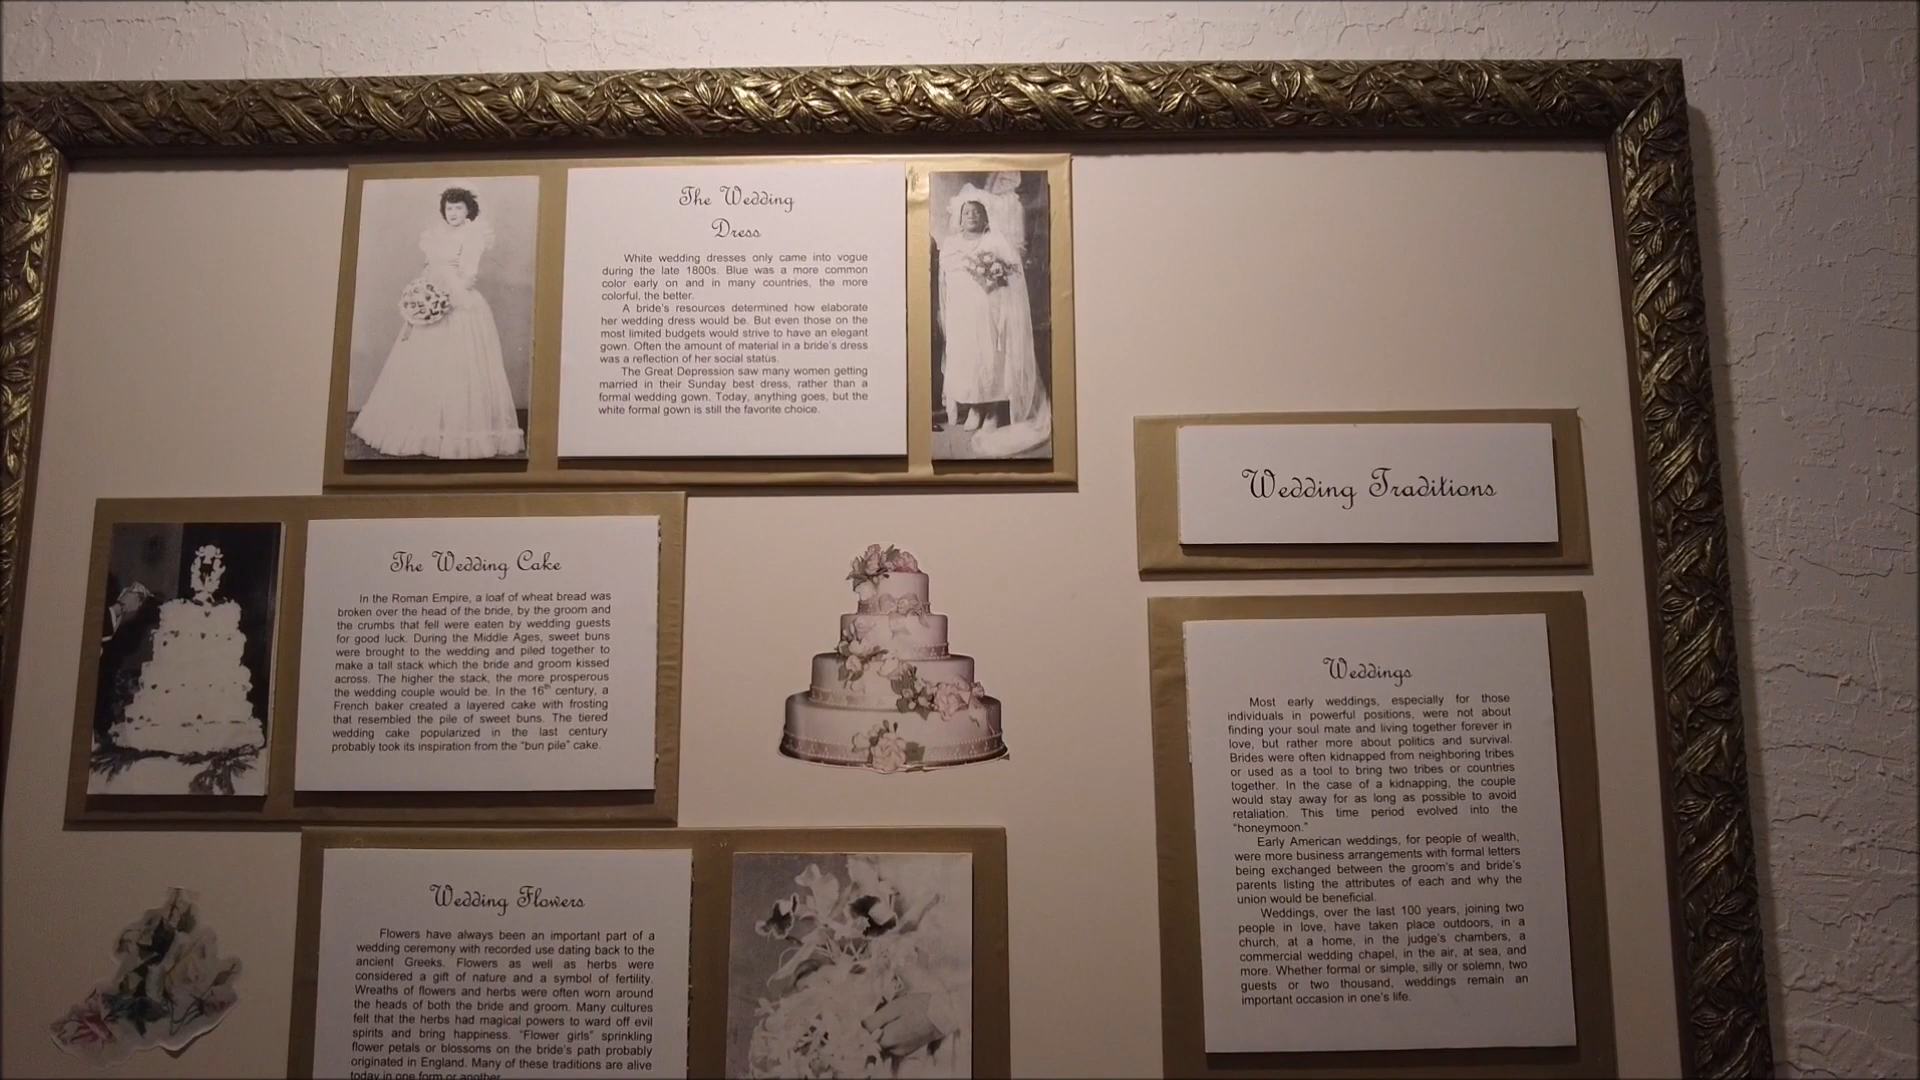 The Wedding
Dress
White wedding dresses only came into vogue
during the late 1800s. Blue was a more common
color early on and in many countries, the more
colorful, the better.
A bride's resources determined how elaborate
her wedding dress would be. But even those on the
most limited budgets would strive to have an elegant
gown. Often the amount of material in a bride's dress
was a reflection of her social status.
The Great Depression saw many women getting
married in their Sunday best dress, rather than a
formal wedding gown. Today, anything goes, but the
white formal gown is still the favorite choice.
Wedding Traditions
The Wedding Cake
In the Roman Empire, a loaf of wheat bread was
broken over the head of the bride, by the groom and
the crumbs that fell were eaten by wedding guests
for good luck. During the Middle Ages, sweet buns
were brought to the wedding and piled together to
make a tall stack which the bride and groom kissed
across. The higher the stack, the more prosperous
the wedding couple would be. In the 16th century, a
French baker created a layered cake with frosting
that resembled the pile of sweet buns. The tiered
wedding cake popularized in the last century
probably took its inspiration from the "bun pile" cake.
Weddings
Most early weddings, especially for those
individuals in powerful positions, were not about
finding your soul mate and living together forever in
love, but rather more about politics and survival.
Brides were often kidnapped from neighboring tribes
or used as a tool to bring two tribes or countries
together. In the case of a kidnapping, the couple
would stay away for as long as possible to avoid
retaliation. This time period evolved into the
"honeymoon."
Early American weddings, for people of wealth,
were more business arrangements with formal letters
being exchanged between the groom's and bride's
parents listing the attributes of each and why the
union would be beneficial.
Weddings, over the last 100 years, joining two
people in love, have taken place outdoors, in a
church, at a home, in the judge's chambers, a
commercial wedding chapel, in the air, at sea, and
more. Whether formal or simple, silly or solemn, two
guests or two thousand, weddings remain an
important occasion in one's life.
Wedding Flowers
Flowers have always been an important part of a
wedding ceremony with recorded use dating back to the
ancient Greeks. Flowers as well as herbs were
considered a gift of nature and a symbol of fertility.
Wreaths of flowers and herbs were often worn around
the heads of both the bride and groom. Many cultures
felt that the herbs had magical powers to ward off evil
spirits and bring happiness. "Flower girls" sprinkling
flower petals or blossoms on the bride's path probably
originated in England. Many of these traditions are alive
today in one form or another.